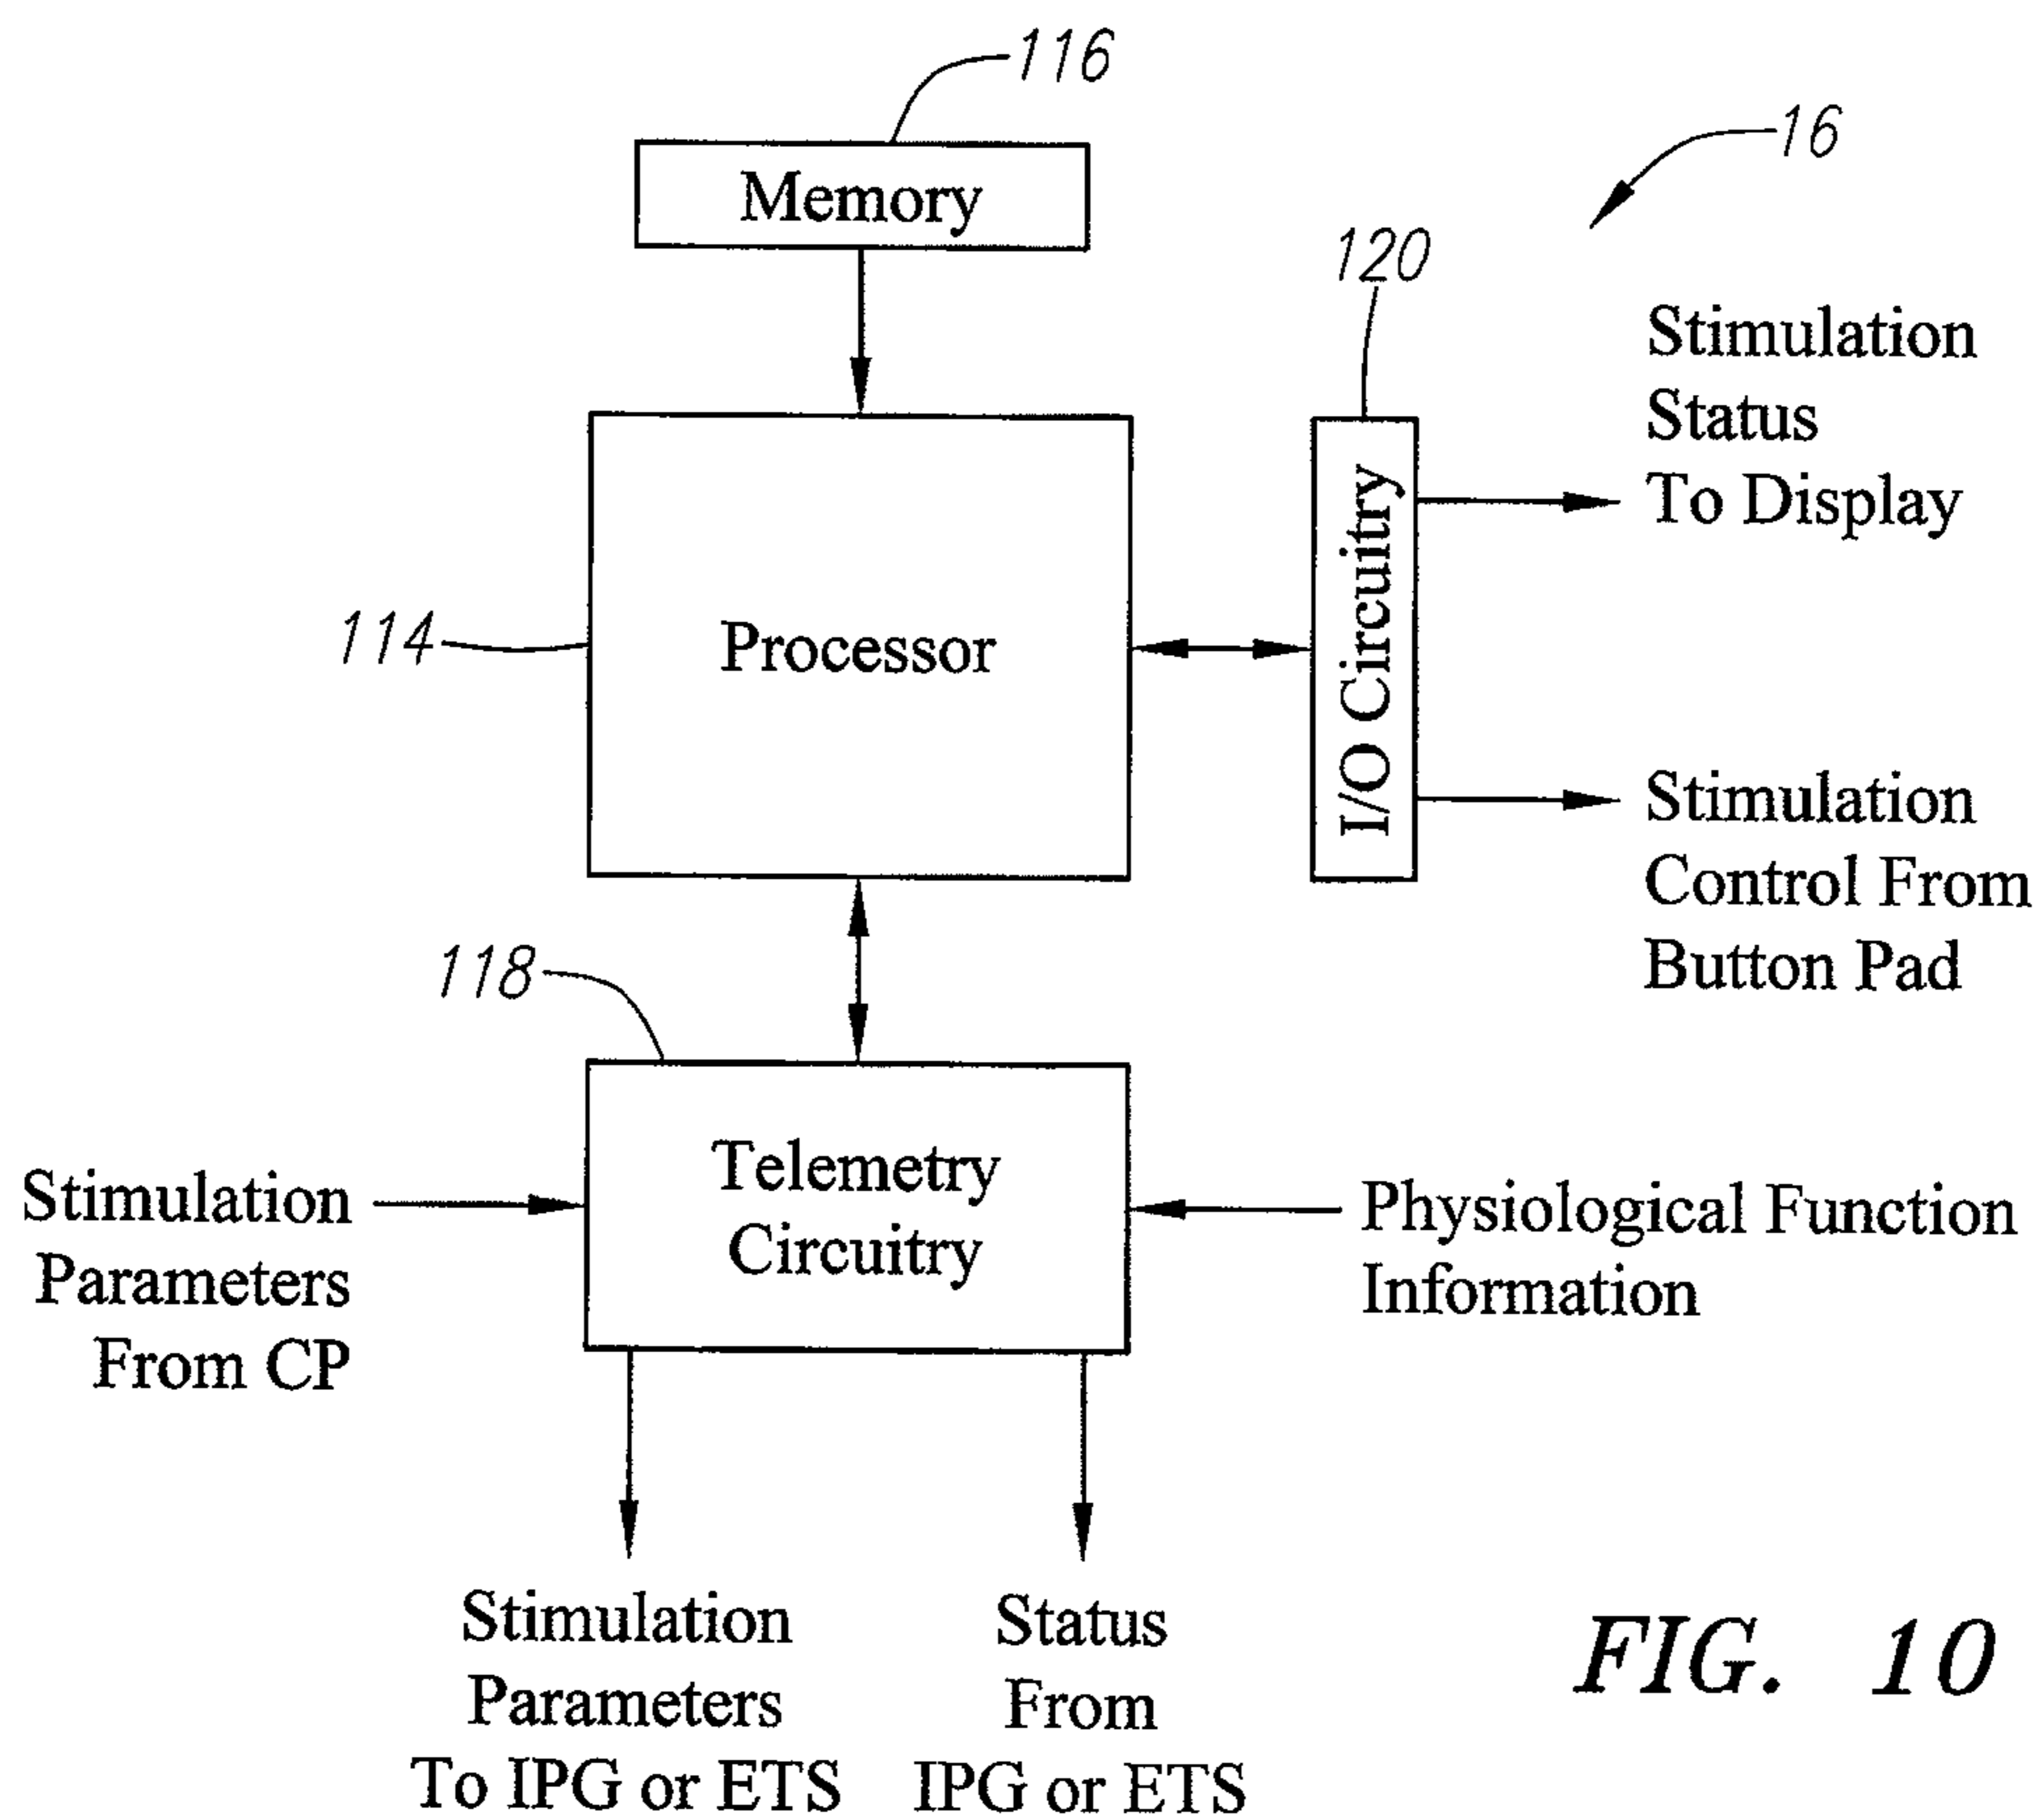 116
Memory
16
120
Stimulation
Status
To Display
I/O Circuitry
114
Processor
Stimulation
Control From
Button Pad
118
Telemetry
Circuitry
Stimulation
Parameters
From CP
Physiological Function
Information
Stimulation
Parameters
To IPG or ETS
Status
From
IPG or ETS
FIG. 10